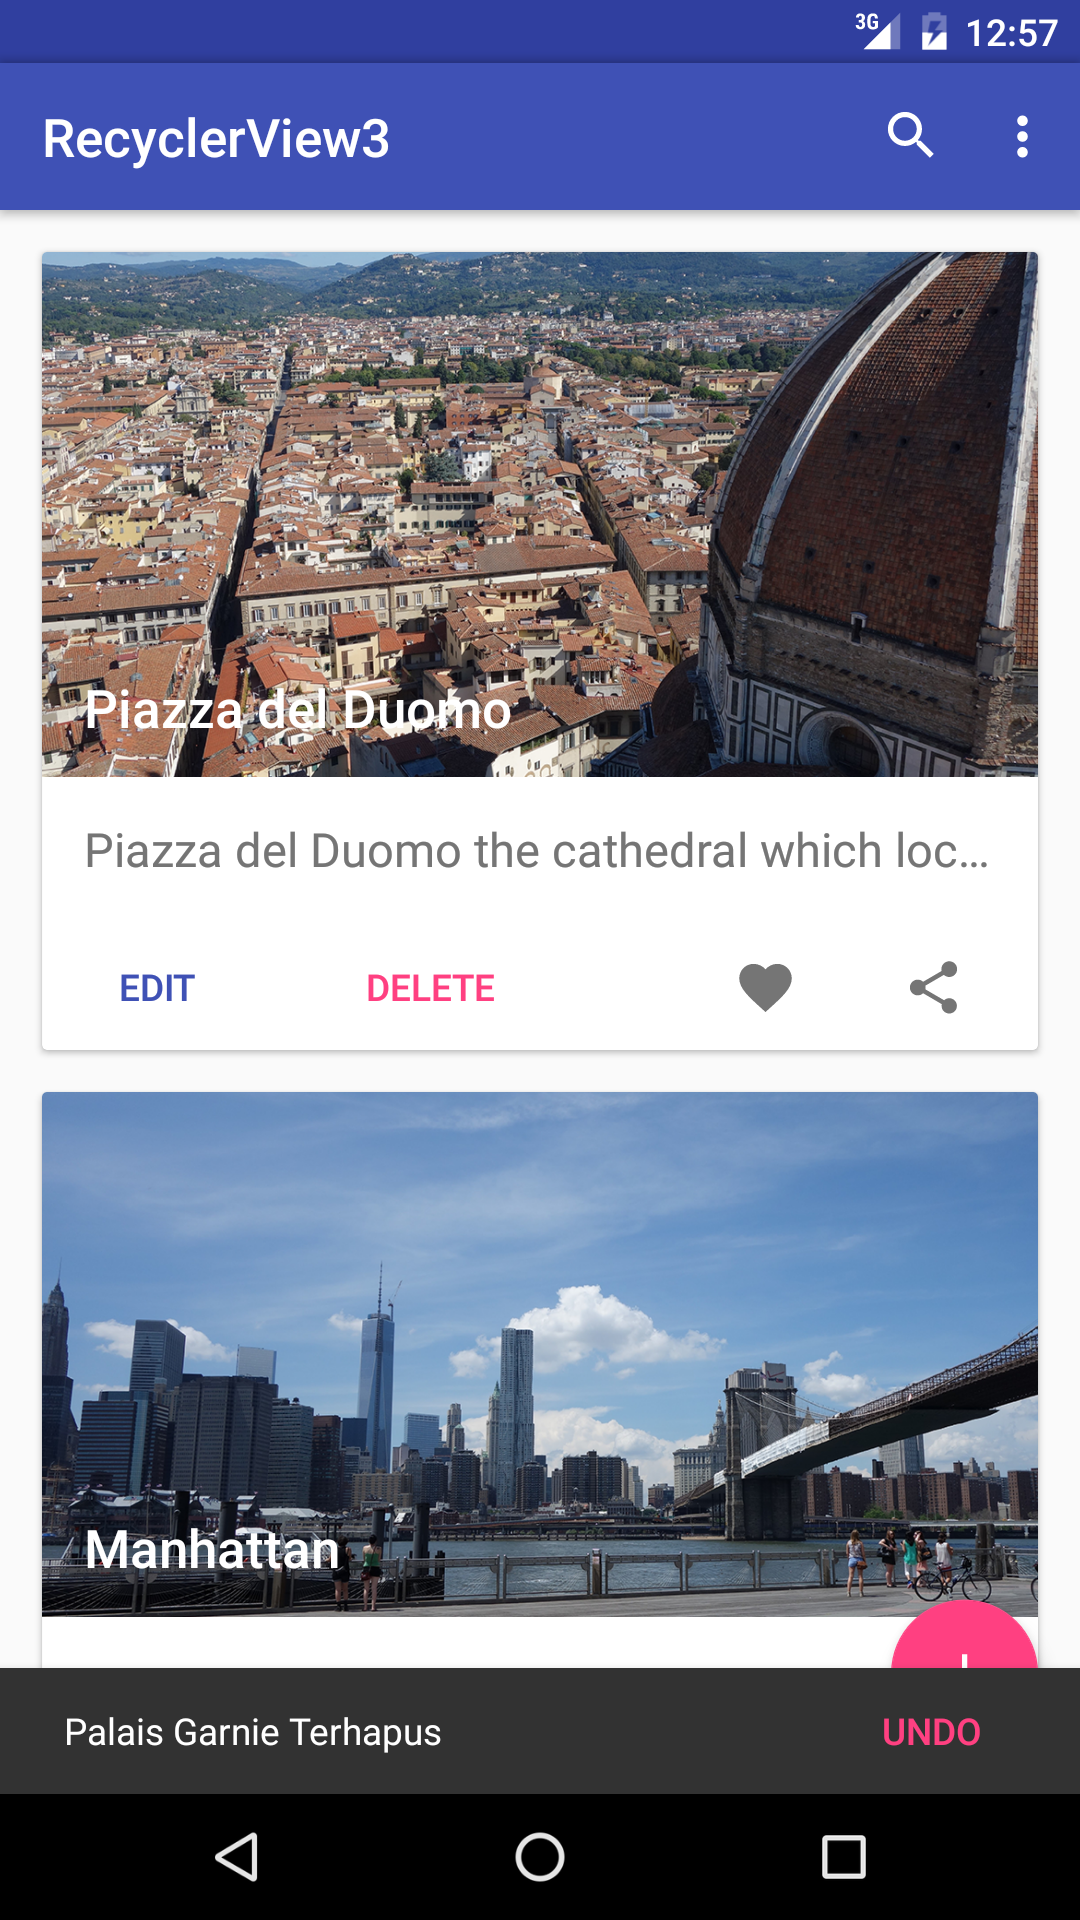 3G 12:57
RecyclerView3
Piazza del Duomo
Piazza del Duomo the cathedral which loc...
EDIT DELETE
Manhattan
Palais Garnie Terhapus UNDO